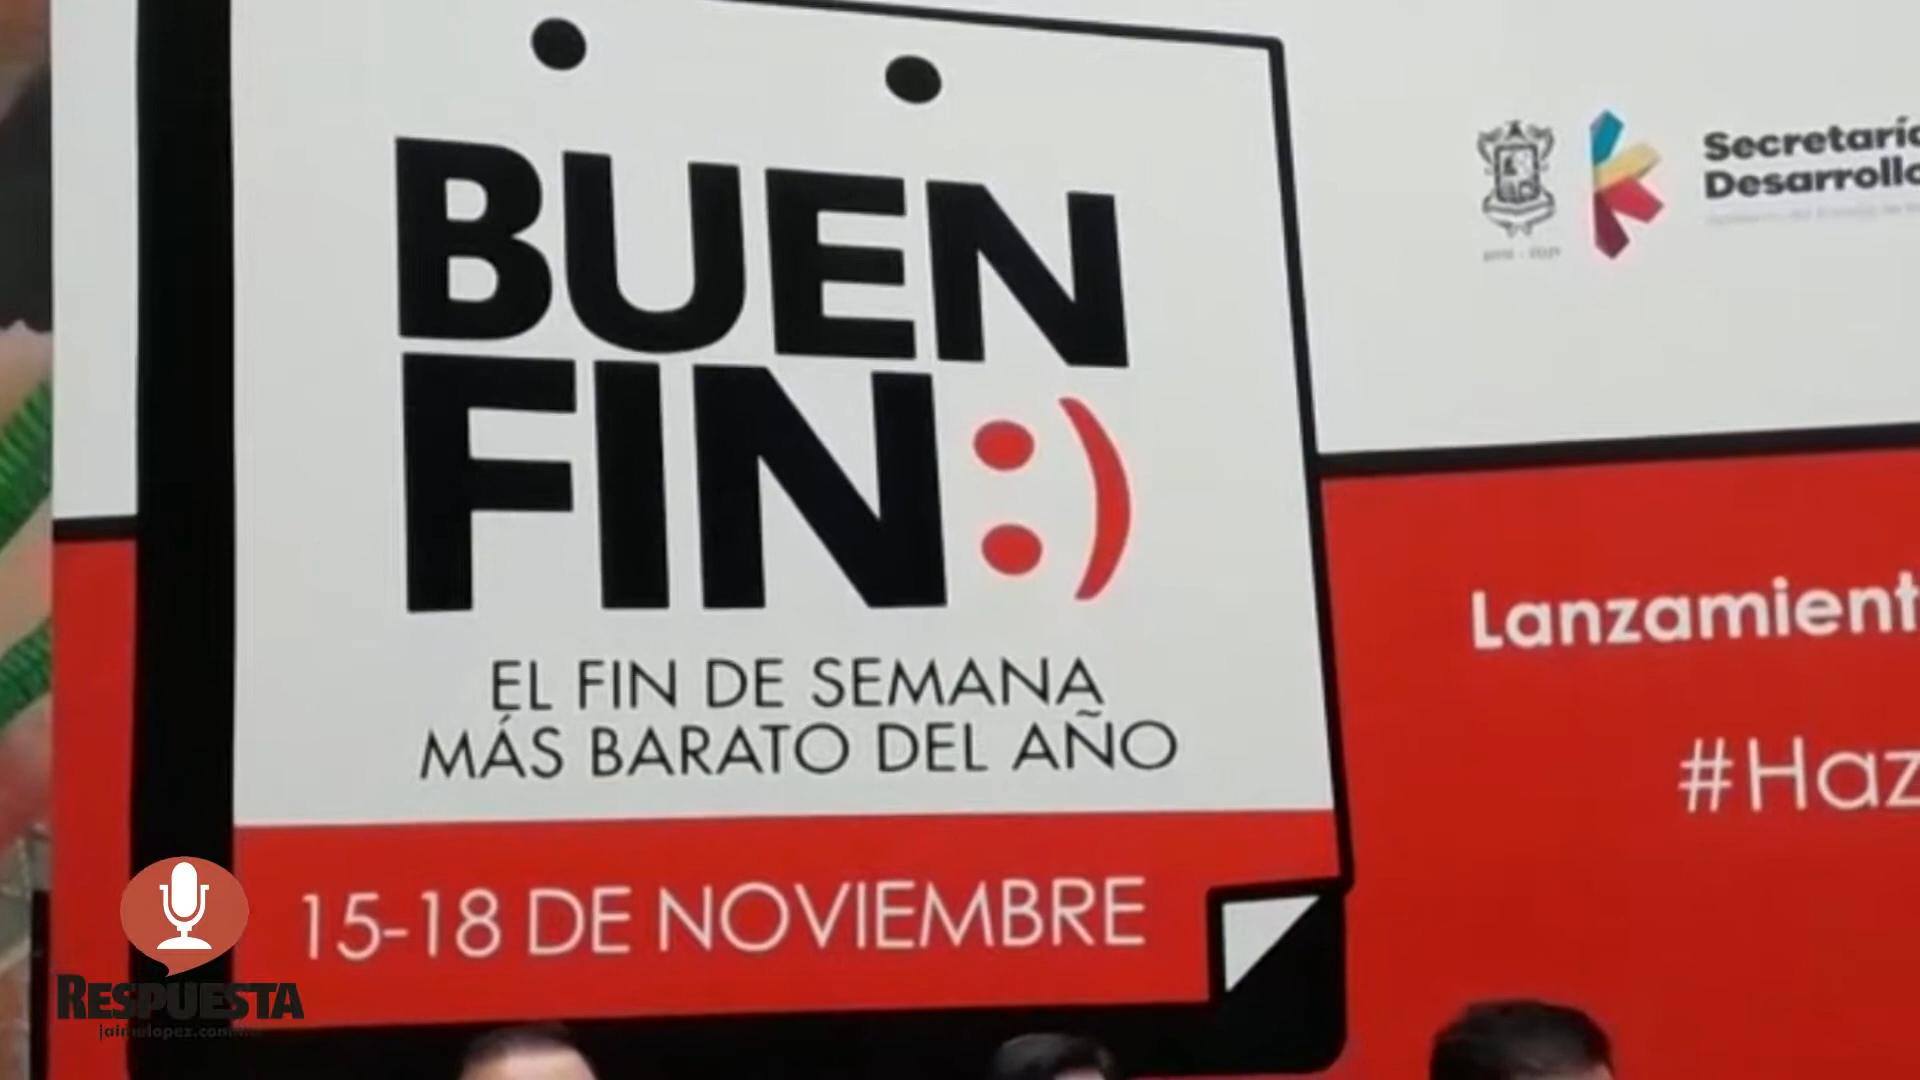 BUEN
FIN:)
EL FIN DE SEMANA
MÁS BARATO DEL AÑO
15-18 DE NOVIEMBRE
Secretaría
Desarrollo
Lanzamient
#Haz
RESPUESTA